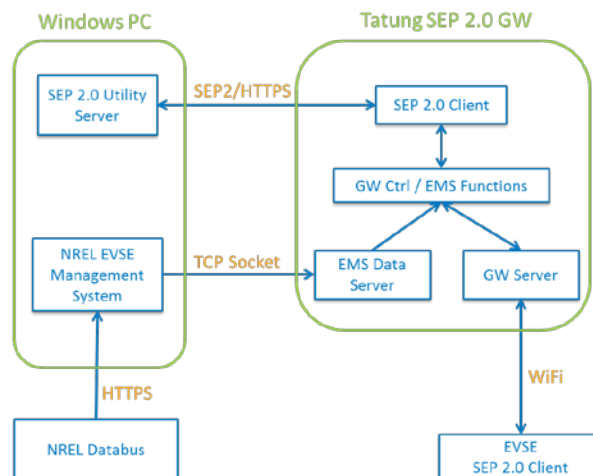 Windows PC
Tatung SEP 2.0 GW
SEP 2.0 Utility
Server
SEP2/HTTPS
SEP 2.0 Client
GW Ctrl / EMS Functions
NREL EVSE
Management
System
TCP Socket
EMS Data
Server
GW Server
HTTPS
WiFi
NREL Databus
EVSE
SEP 2.0 Client